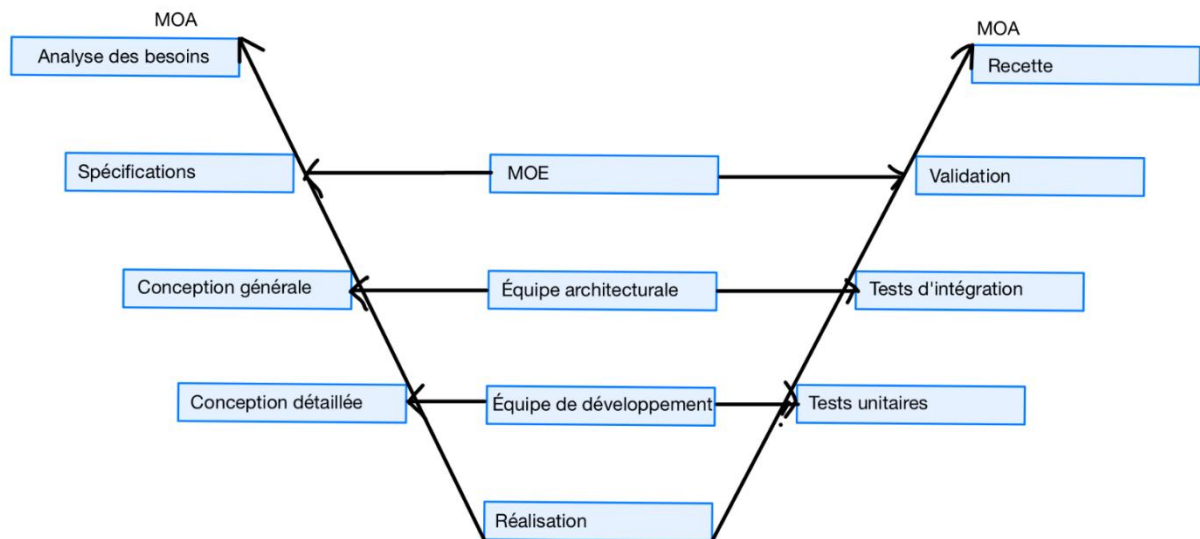 MOA
MOA
Analyse des besoins
Recette
Spécifications
MOE
Validation
Conception générale
Équipe architecturale
Tests d'intégration
Conception détaillée
Équipe de développement
Tests unitaires
Réalisation